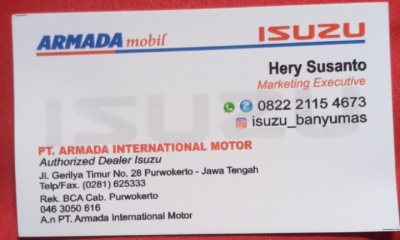 ARMADA mobil
ISUZU
Hery Susanto
Marketing Executive
0822 2115 4673
isuzu_banyumas
ISUZU
PT. ARMADA INTERNATIONAL MOTOR
Authorized Dealer Isuzu
Jl. Gerilya Timur No. 28 Purwokerto - Jawa Tengah
Telp/Fax. (0281) 625333
Rek. BCA Cab. Purwokerto
046 3050 616
A.n PT. Armada International Motor